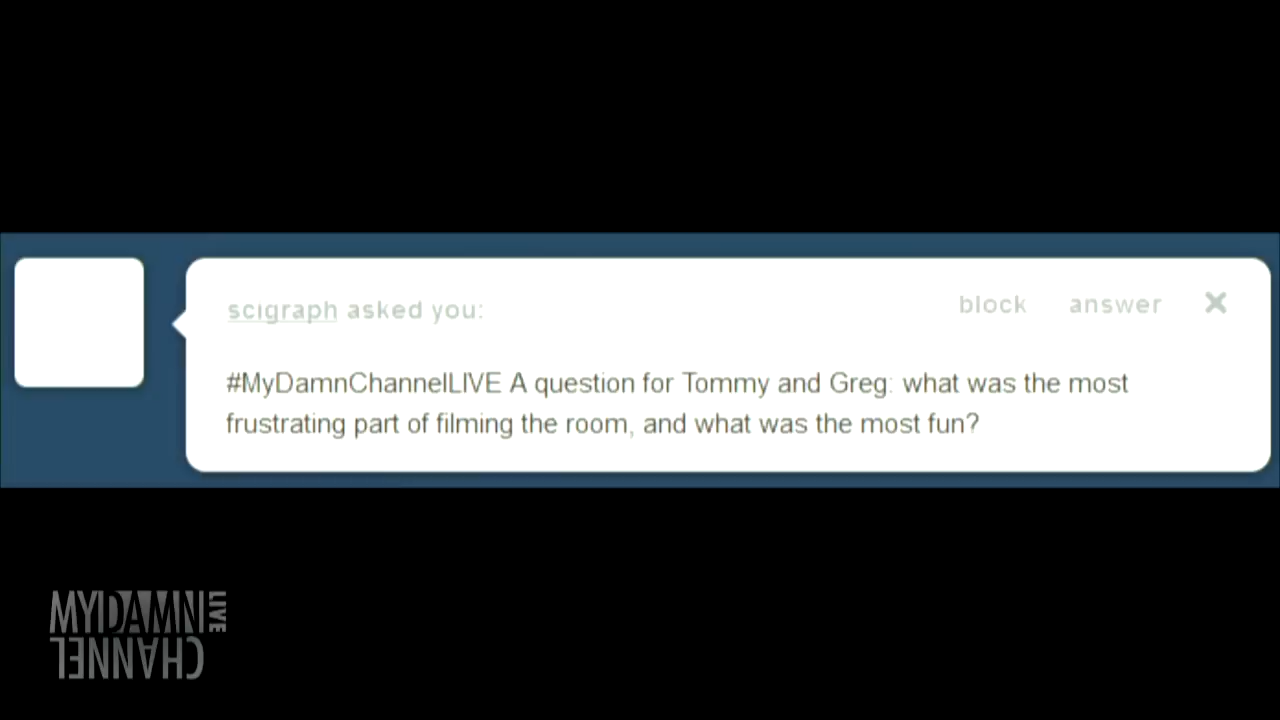 scigraph asked you:
block answer ×
#MyDamnChannelLIVE A question for Tommy and Greg: what was the most
frustrating part of filming the room, and what was the most fun?
MYDAMN LIVE
CHANNEL